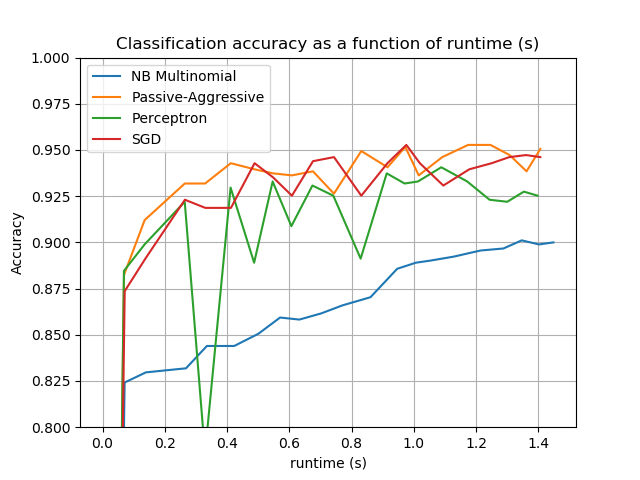 Classification accuracy as a function of runtime (s)
1.000
0.975
0.950
0.925
0.900
0.875
0.850
0.825
0.800
Accuracy
NB Multinomial
Passive-Aggressive
Perceptron
SGD
0.0 0.2 0.4 0.6 0.8 1.0 1.2 1.4
runtime (s)